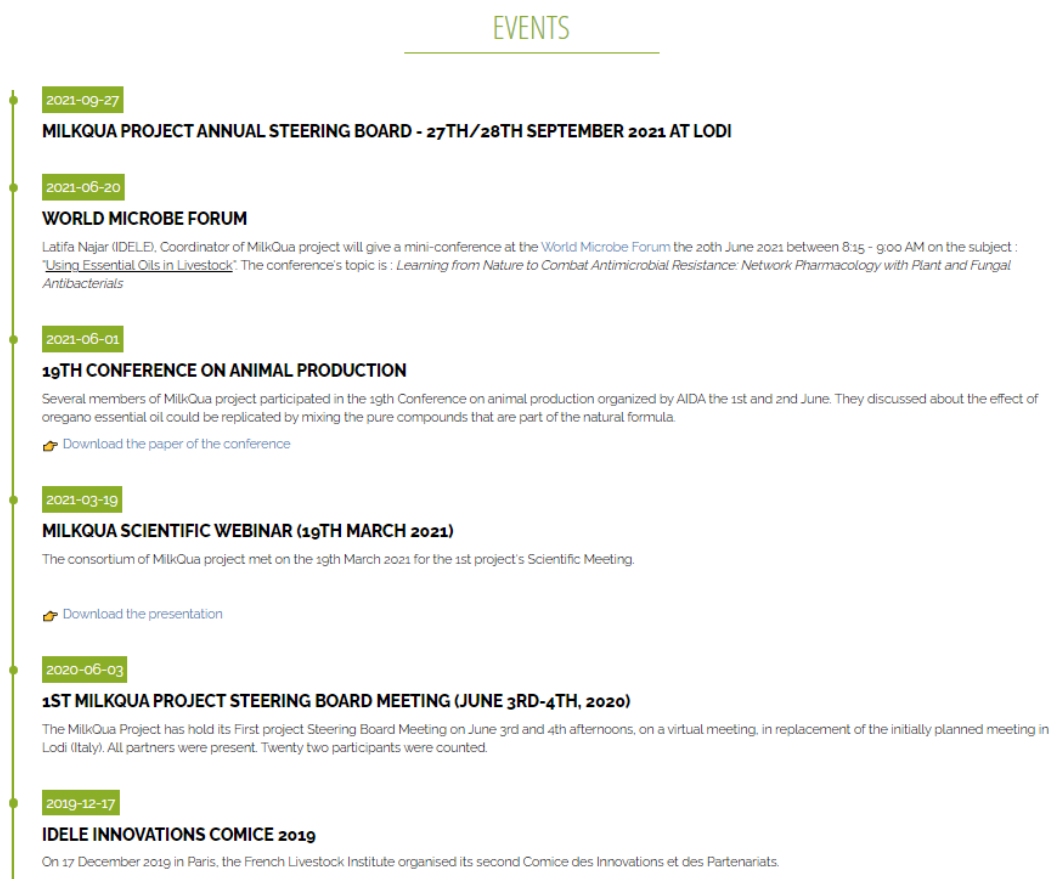 EVENTS
2021-09-27
MILKQUA PROJECT ANNUAL STEERING BOARD - 27TH/28TH SEPTEMBER 2021 AT LODI
2021-06-20
WORLD MICROBE FORUM
Latifa Najar (IDELE), Coordinator of MilkQua project will give a mini-conference at the World Microbe Forum the 20th June 2021 between 8:15 - 9:00 AM on the subject :
"Using Essential Oils in Livestock". The conference's topic is : Learning from Nature to Combat Antimicrobial Resistance: Network Pharmacology with Plant and Fungal
Antibacterials
2021-06-01
19TH CONFERENCE ON ANIMAL PRODUCTION
Several members of MilkQua project participated in the 19th Conference on animal production organized by AIDA the 1st and 2nd June. They discussed about the effect of
oregano essential oil could be replicated by mixing the pure compounds that are part of the natural formula.
Download the paper of the conference
2021-03-19
MILKQUA SCIENTIFIC WEBINAR (19TH MARCH 2021)
The consortium of MilkQua project met on the 19th March 2021 for the 1st project's Scientific Meeting.
Download the presentation
2020-06-03
1ST MILKQUA PROJECT STEERING BOARD MEETING (JUNE 3RD-4TH, 2020)
The MilkQua Project has hold its First project Steering Board Meeting on June 3rd and 4th afternoons, on a virtual meeting, in replacement of the initially planned meeting in
Lodi (Italy). All partners were present. Twenty two participants were counted.
2019-12-17
IDELE INNOVATIONS COMICE 2019
On 17 December 2019 in Paris, the French Livestock Institute organised its second Comice des Innovations et des Partenariats.